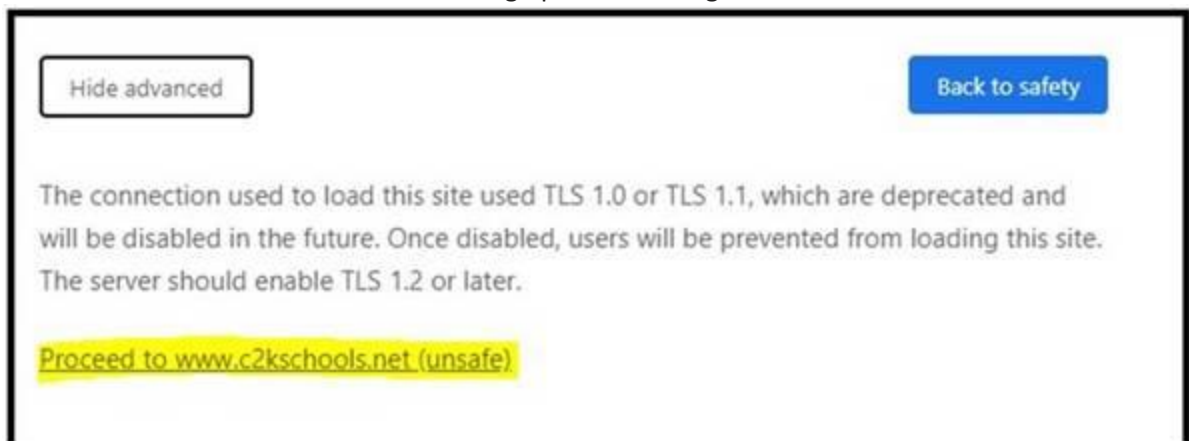 Hide advanced
Back to safety
The connection used to load this site used TLS 1.0 or TLS 1.1, which are deprecated and
will be disabled in the future. Once disabled, users will be prevented from loading this site.
The server should enable TLS 1.2 or later.
Proceed to www.c2kschools.net (unsafe)